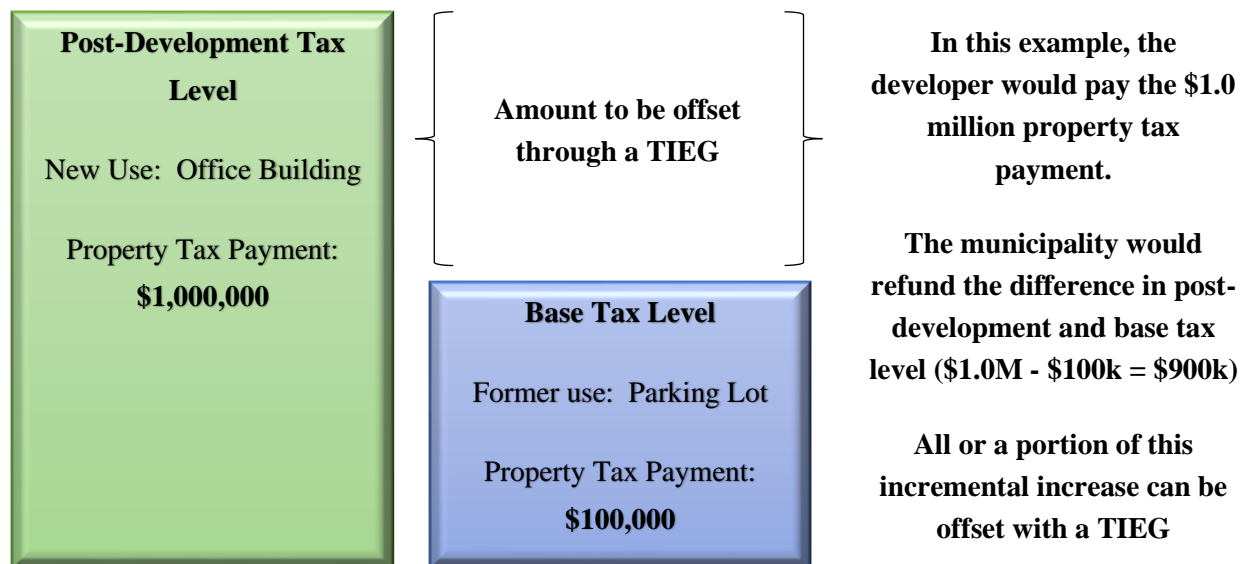 Post-Development Tax
Level
New Use: Office Building
Property Tax Payment:
$1,000,000
Amount to be offset
through a TIEG
Base Tax Level
Former use: Parking Lot
Property Tax Payment:
$100,000
In this example, the
developer would pay the $1.0
million property tax
payment.
The municipality would
refund the difference in post-
development and base tax
level ($1.0M - $100k = $900k)
All or a portion of this
incremental increase can be
offset with a TIEG